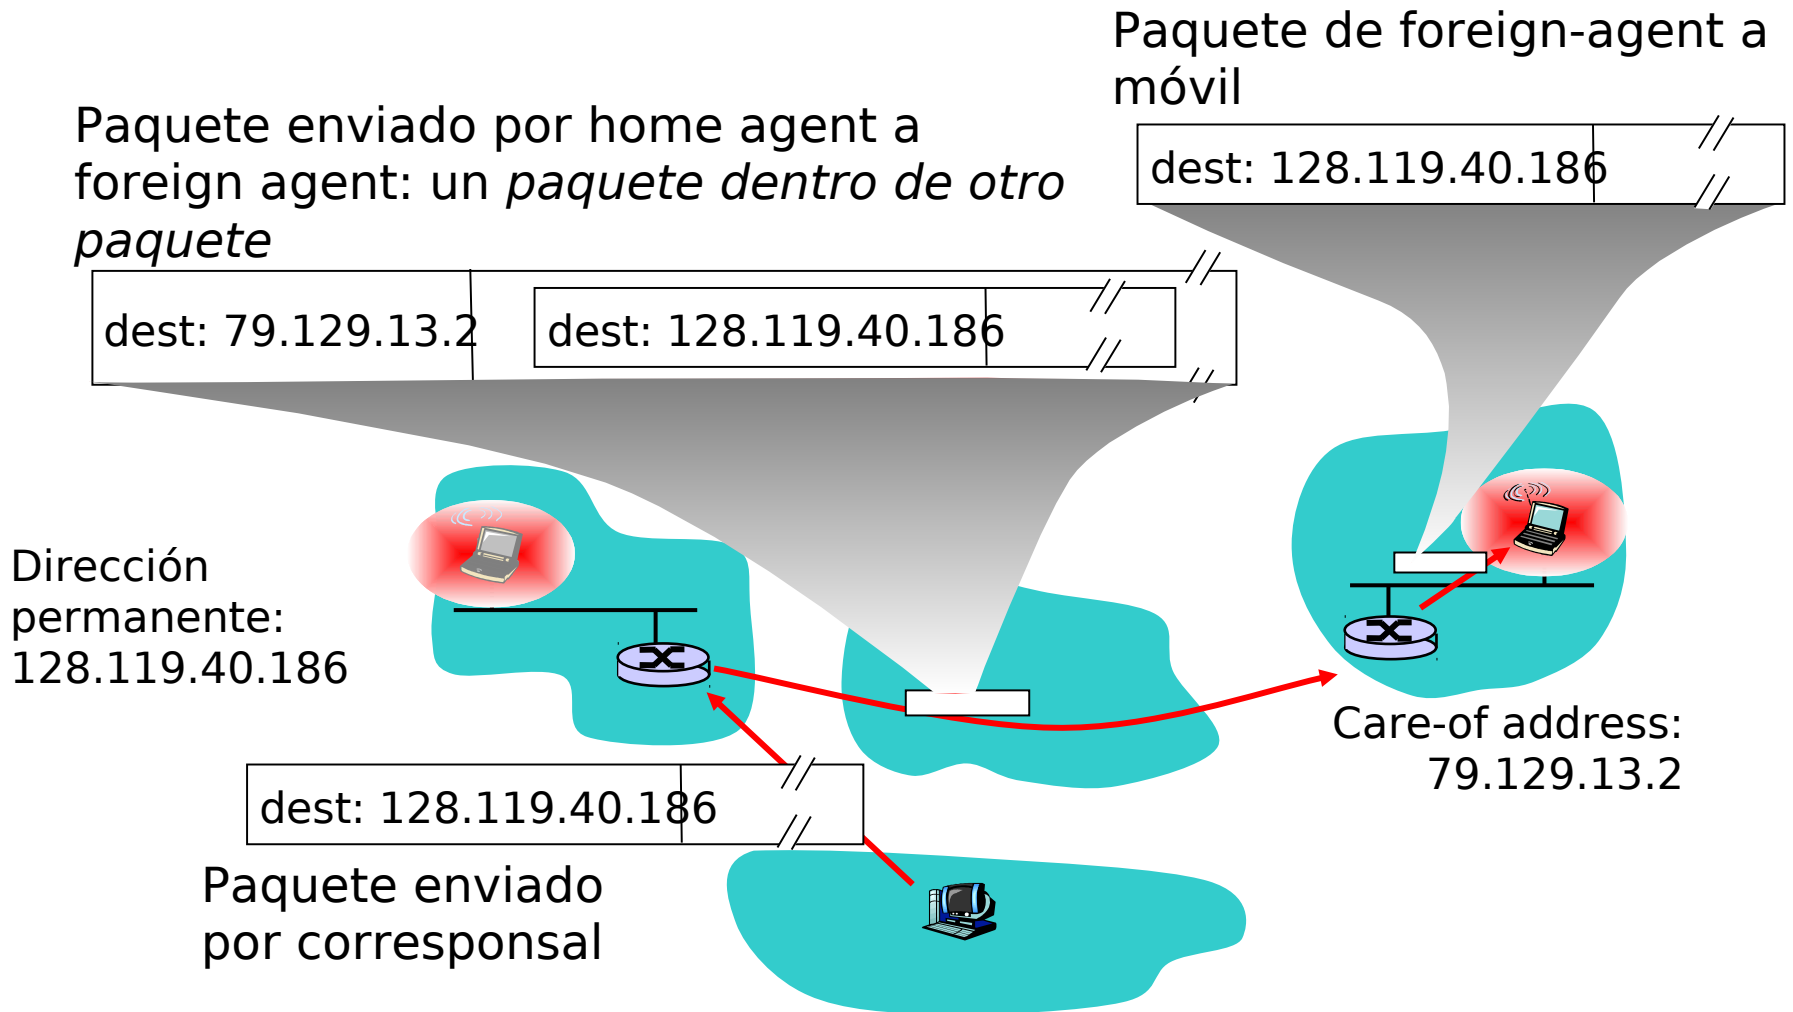 Paquete de foreign-agent a
móvil
dest: 128.119.40.186
Paquete enviado por home agent a
foreign agent: un paquete dentro de otro
paquete
dest: 79.129.13.2
dest: 128.119.40.186
Dirección
permanente:
128.119.40.186
Care-of address:
79.129.13.2
dest: 128.119.40.186
Paquete enviado
por corresponsal